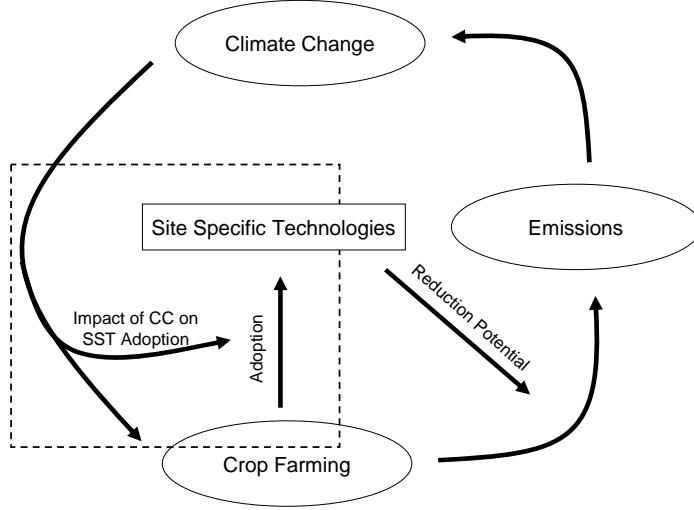 Climate Change
Site Specific Technologies
Emissions
Impact of CC on
SST Adoption
Adoption
Reduction Potential
Crop Farming